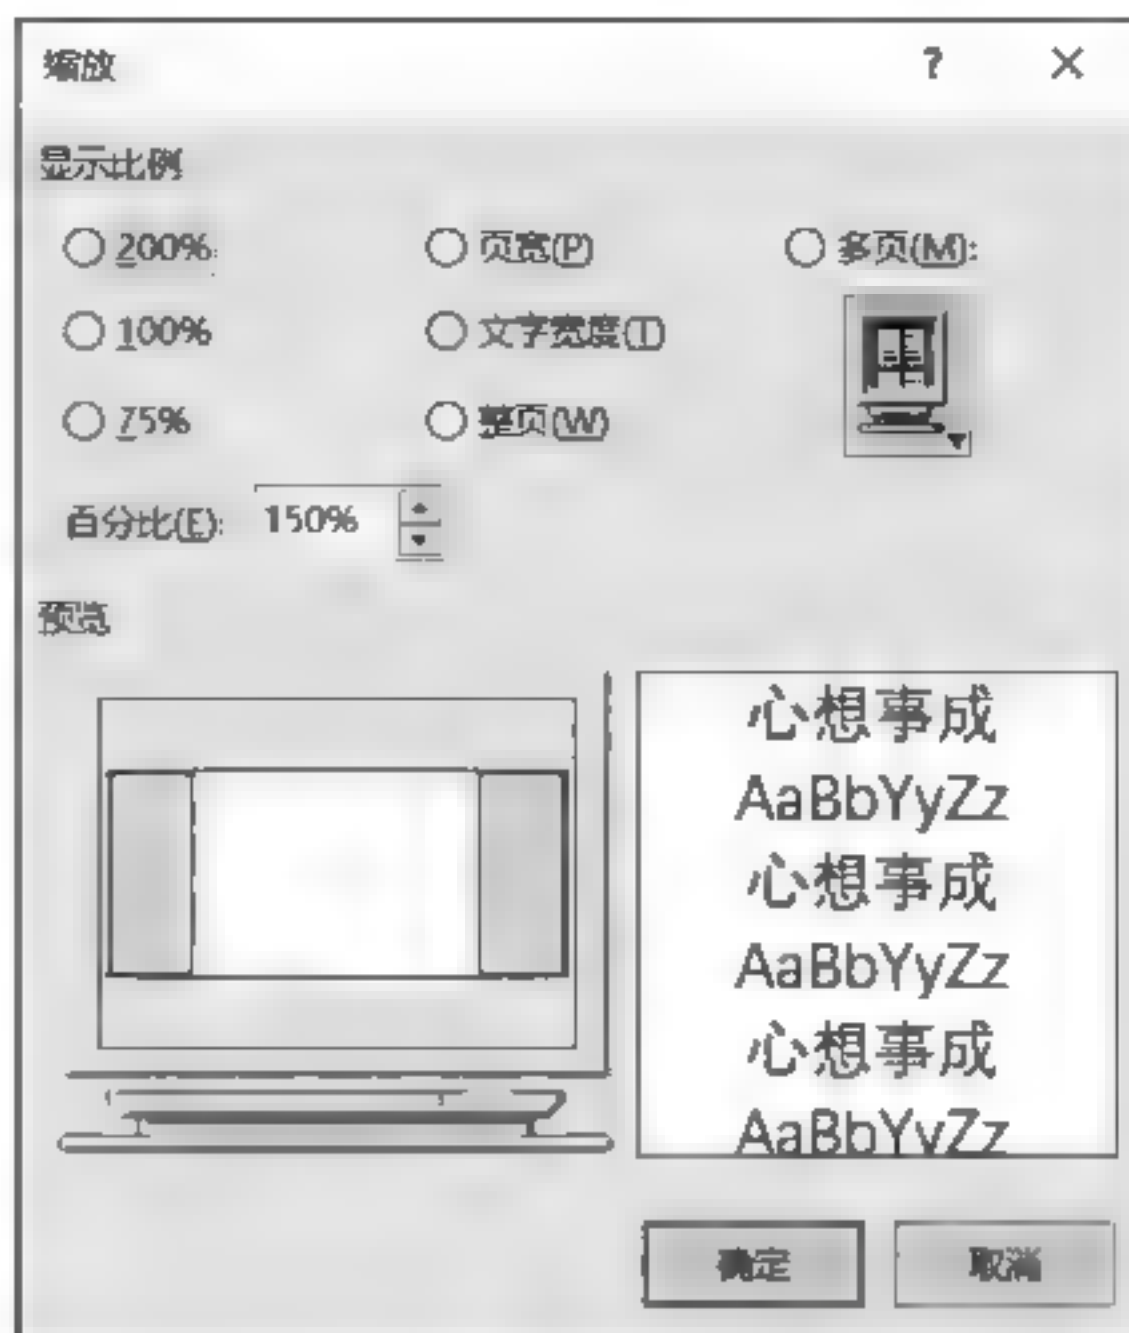 缩放 ? ×
显示比例
200% 页宽(P) 多页(M):
100% 文字宽度(T)
75% 整页(W)
百分比(E): 150%
预览
心想事成
AaBbYyZz
心想事成
AaBbYyZz
心想事成
AaBbYyZz
确定 取消